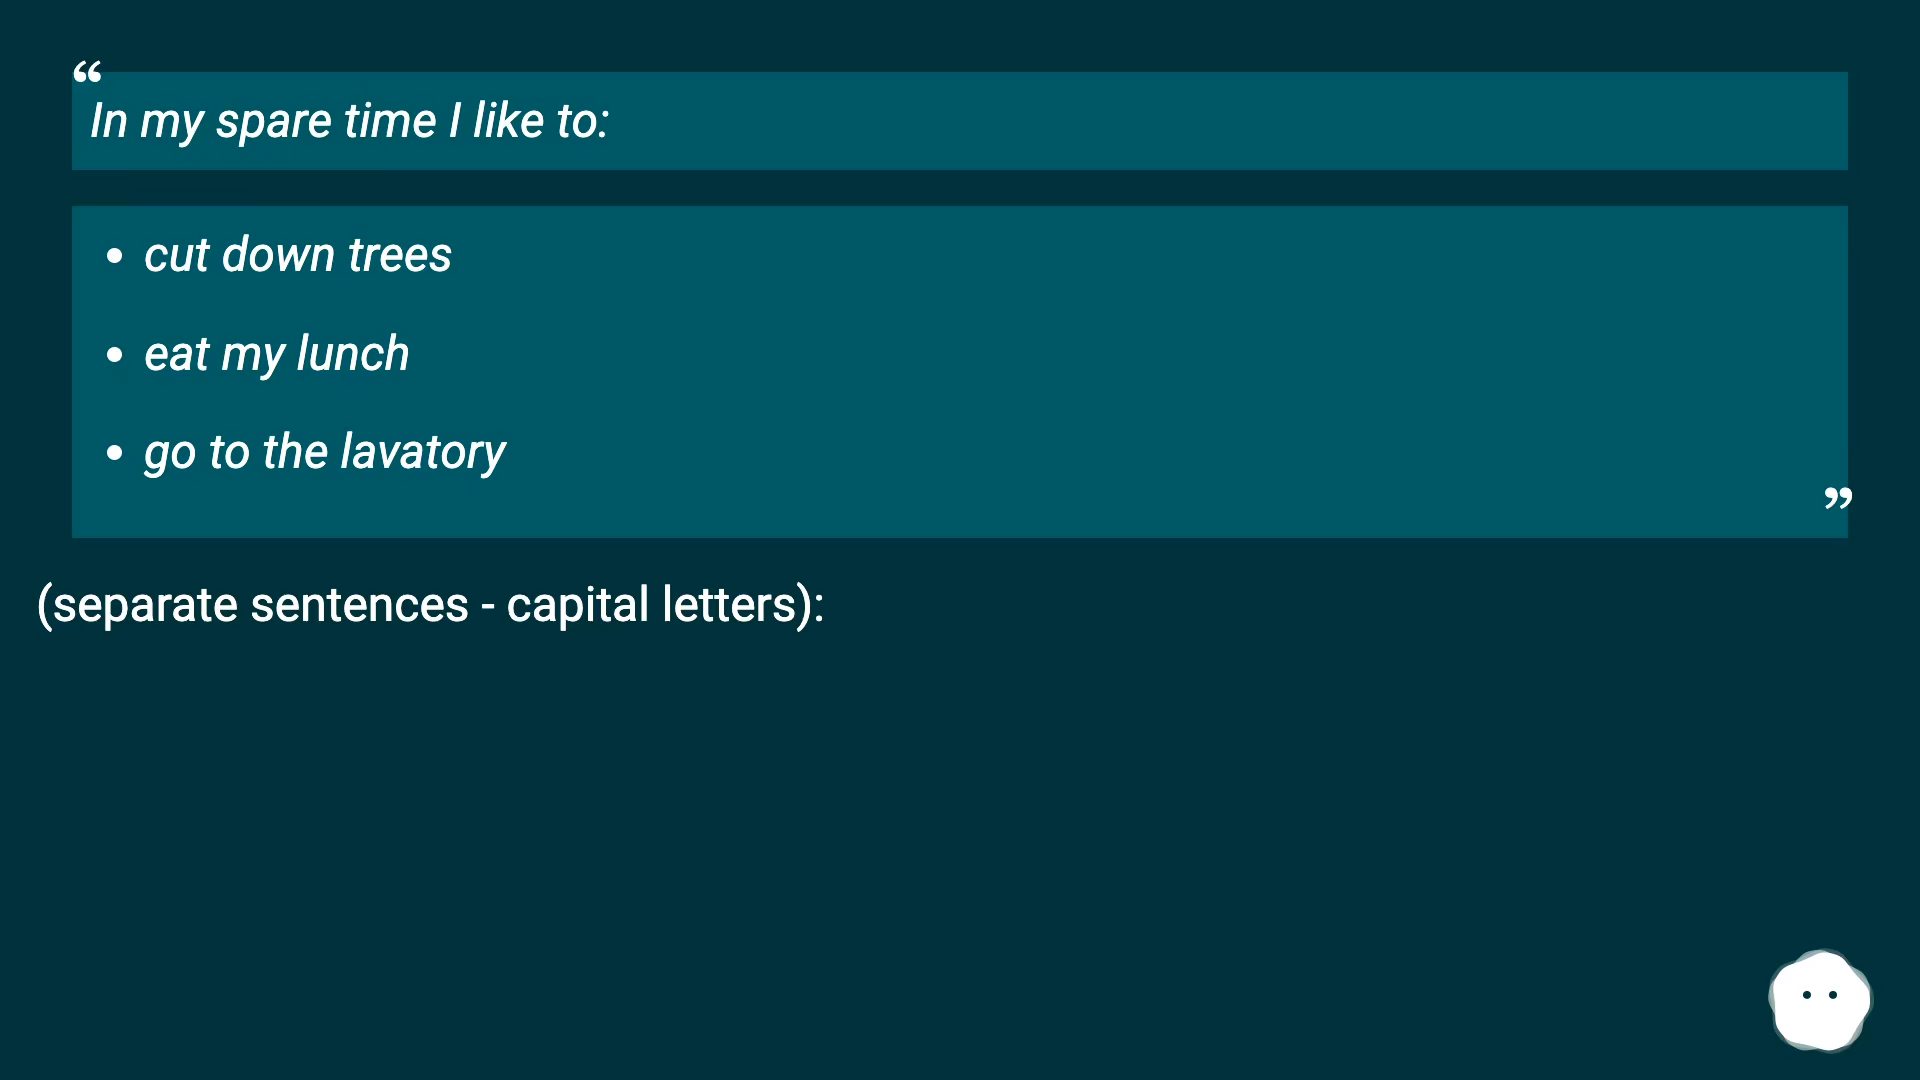 “
In my spare time I like to:
• cut down trees
• eat my lunch
• go to the lavatory
”
(separate sentences - capital letters):